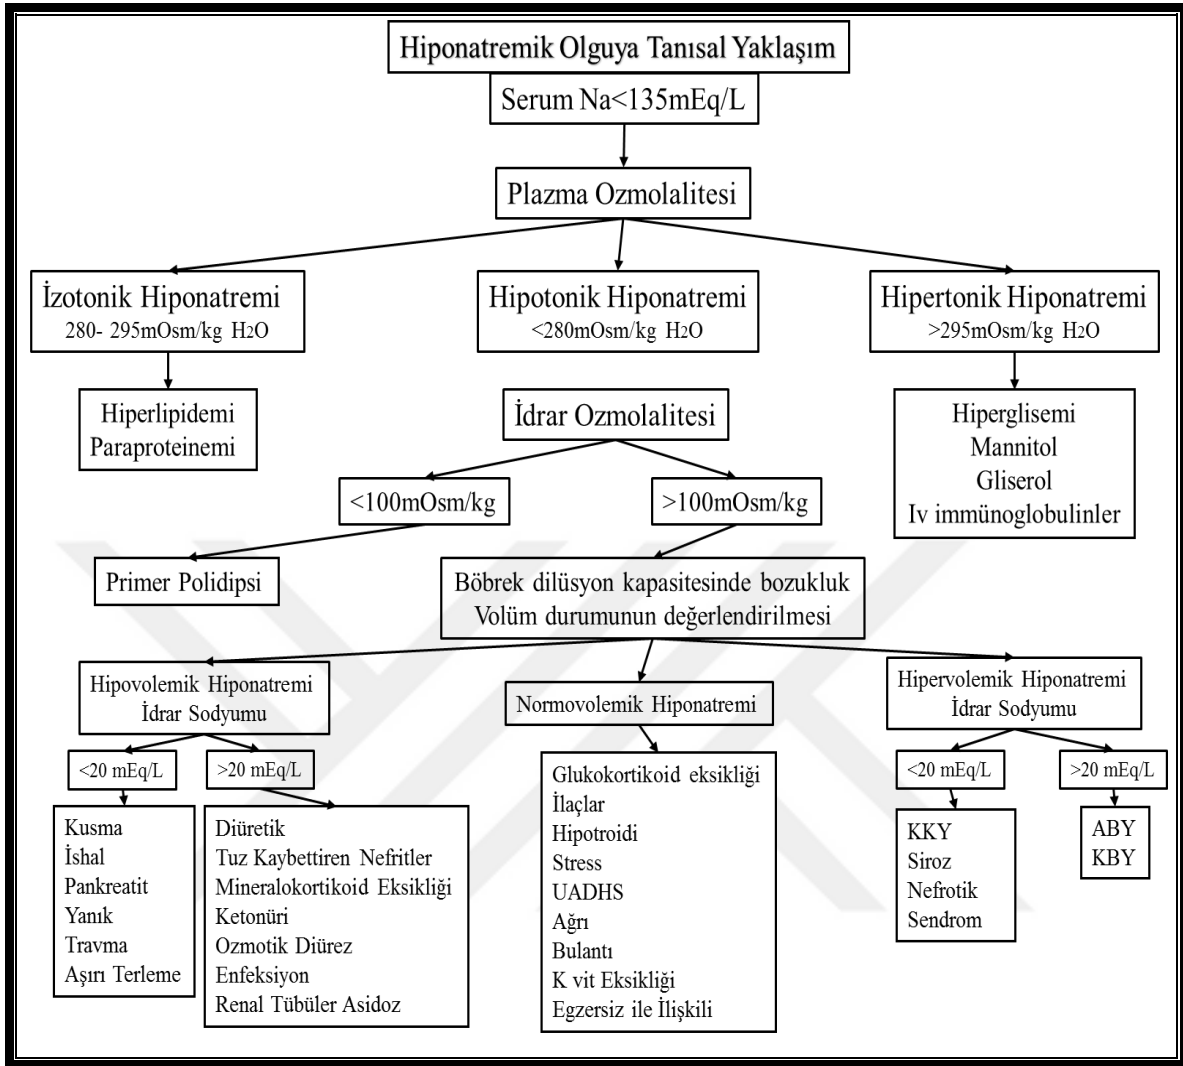 Hiponatremik Olguya Tanısal Yaklaşım
Serum Na<135mEq/L
Plazma Ozmolalitesi
İzotonik Hiponatremi
280- 295mOsm/kg H2O
Hipotonik Hiponatremi
<280mOsm/kg H2O
Hipertonik Hiponatremi
>295mOsm/kg H2O
Hiperlipidemi
Paraproteinemi
İdrar Ozmolalitesi
Hiperglisemi
Mannitol
Gliserol
Iv immünoglobulinler
<100mOsm/kg
>100mOsm/kg
Primer Polidipsi
Böbrek dilüsyon kapasitesinde bozukluk
Volüm durumunun değerlendirilmesi
Hipovolemik Hiponatremi
İdrar Sodyumu
Normovolemik Hiponatremi
Hipervolemik Hiponatremi
İdrar Sodyumu
<20 mEq/L
>20 mEq/L
<20 mEq/L
>20 mEq/L
Kusma
İshal
Pankreatit
Yanık
Travma
Aşırı Terleme
Diüretik
Tuz Kaybettiren Nefritler
Mineralokortikoid Eksikliği
Ketonüri
Ozmotik Diürez
Enfeksiyon
Renal Tübüler Asidoz
Glukokortikoid eksikliği
İlaçlar
Hipotroidi
Stress
UADHS
Ağrı
Bulantı
K vit Eksikliği
Egzersiz ile İlişkili
KKY
Siroz
Nefrotik
Sendrom
ABY
KBY